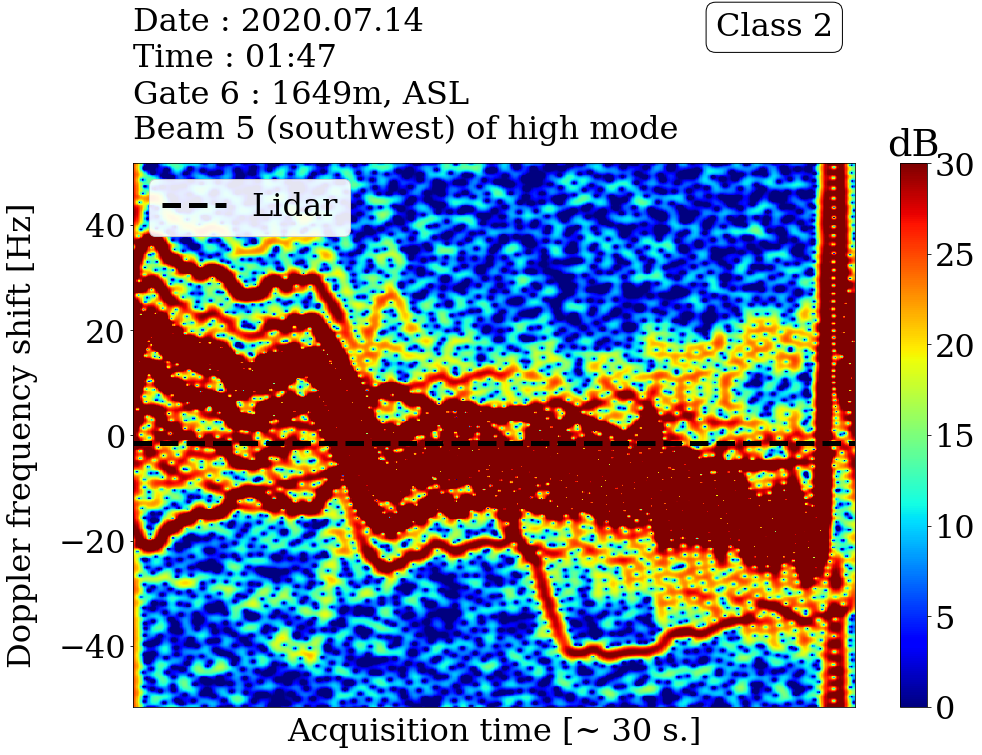 Date : 2020.07.14
Time : 01:47
Gate 6 : 1649m, ASL
Beam 5 (southwest) of high mode
Class 2
dB
Lidar
Doppler frequency shift [Hz]
40
20
0
−20
−40
Acquisition time [~ 30 s.]
30
25
20
15
10
5
0